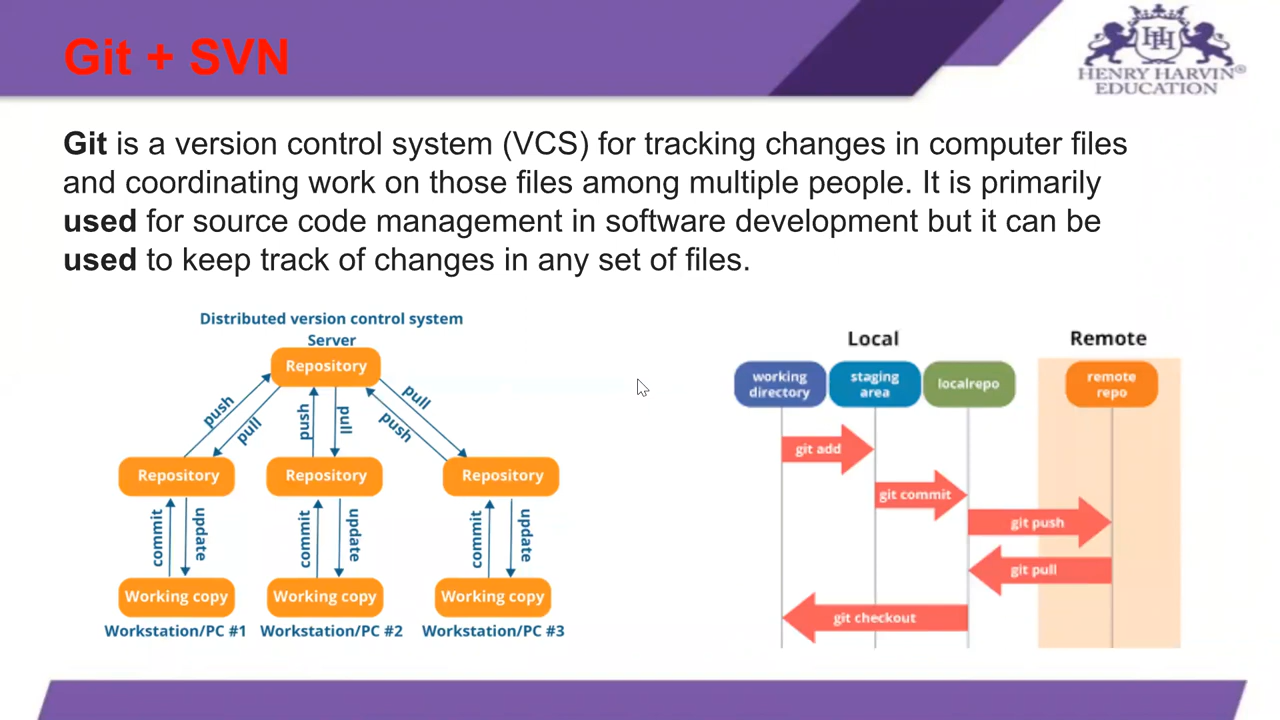 Git + SVN
HENRY HARVIN®
EDUCATION
Git is a version control system (VCS) for tracking changes in computer files
and coordinating work on those files among multiple people. It is primarily
used for source code management in software development but it can be
used to keep track of changes in any set of files.
Distributed version control system
Server
Repository
push
pull
push
pull
pull
push
Repository
Repository
Repository
commit
update
commit
update
commit
update
Working copy
Working copy
Working copy
Workstation/PC #1
Workstation/PC #2
Workstation/PC #3
Local
Remote
working
directory
staging
area
localrepo
remote
repo
git add
git commit
git push
git pull
git checkout